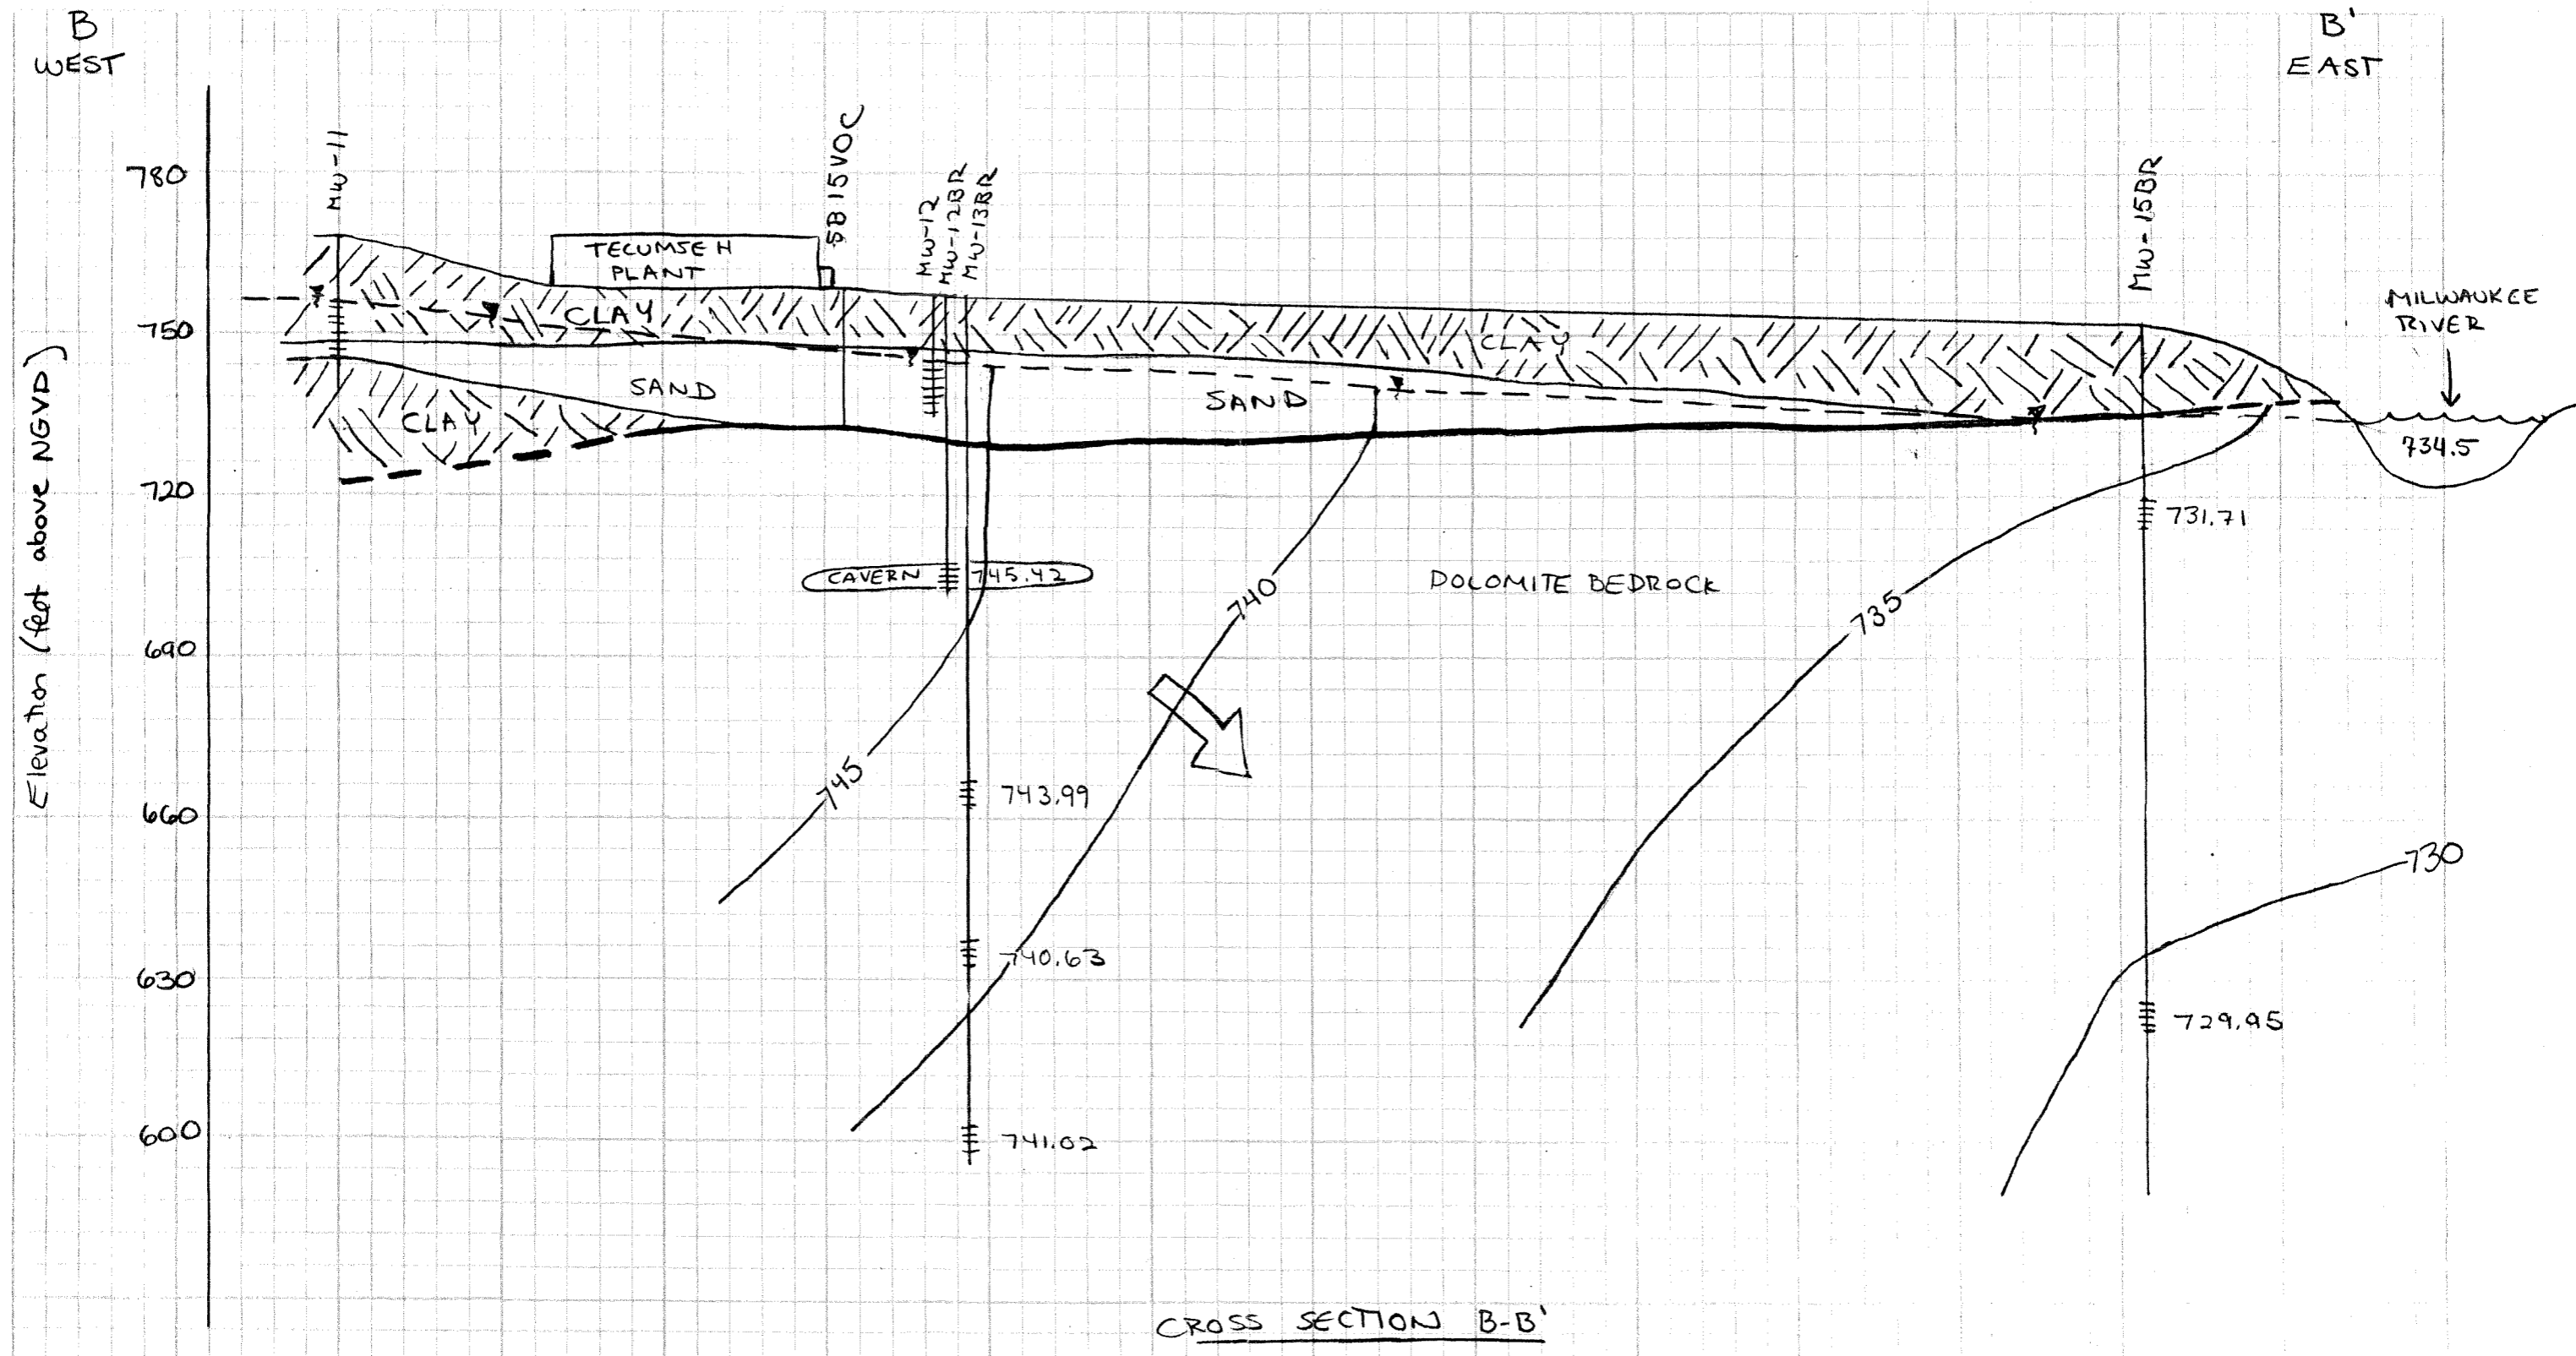 B
WEST
B'
EAST
Elevation (feet above NGVD)
780
750
720
690
660
630
600
MW-11
TECUMSEH
PLANT
SB 15VOC
MW-12
MW-12BR
MW-13BR
MW-15BR
MILWAUKEE
RIVER
734.5
CLAY
CLAY
SAND
SAND
CLAY
CAVERN
745.42
DOLOMITE BEDROCK
731.71
740
735
745
743.99
730
740.63
729.95
741.02
CROSS SECTION B-B'